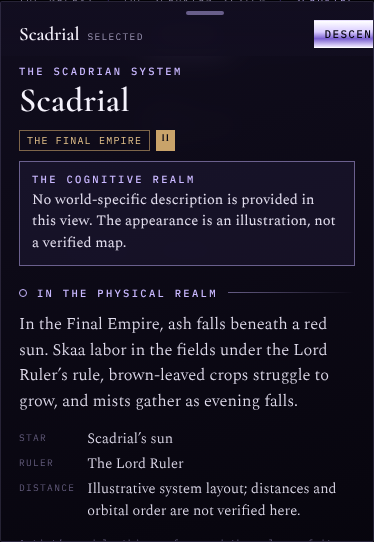 Scadrial SELECTED
DESCEN
THE SCADRIAN SYSTEM
Scadrial
THE FINAL EMPIRE
THE COGNITIVE REALM
No world-specific description is provided in
this view. The appearance is an illustration, not
a verified map.
IN THE PHYSICAL REALM
In the Final Empire, ash falls beneath a red
sun. Skaa labor in the fields under the Lord
Ruler’s rule, brown-leaved crops struggle to
grow, and mists gather as evening falls.
STAR Scadrial’s sun
RULER The Lord Ruler
DISTANCE Illustrative system layout; distances and
orbital order are not verified here.